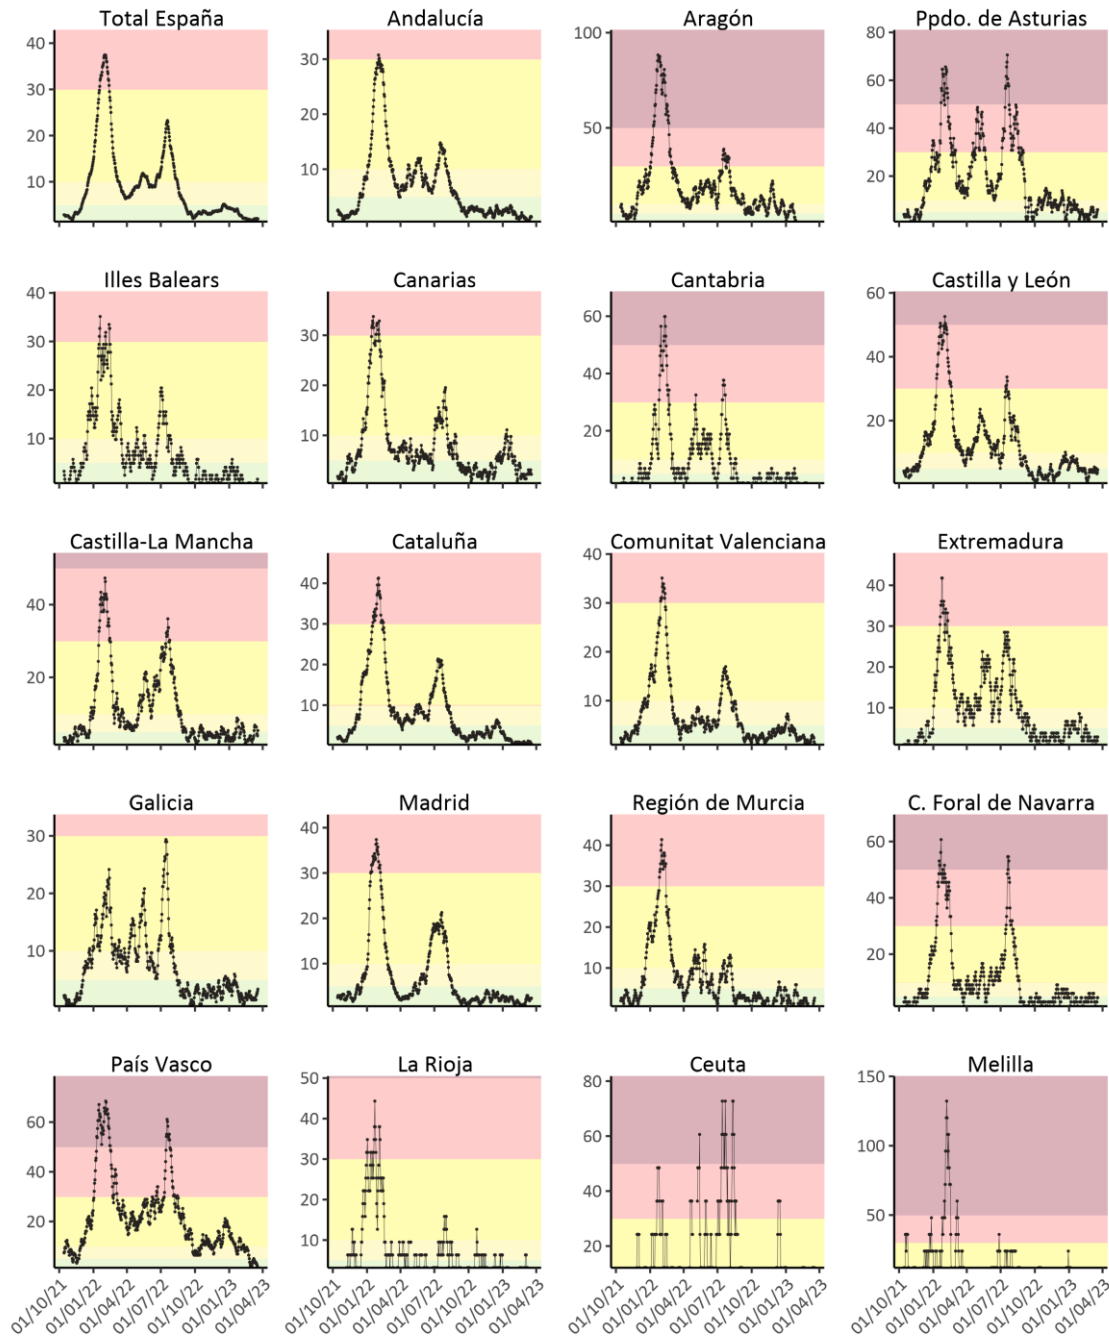 Total España Andalucía Aragón Ppdo. de Asturias
40 30 20 10
30 20 10
100 50
80 60 40 20
Illes Balears Canarias Cantabria Castilla y León
40 30 20 10
30 20 10
60 40 20
60 40 20
Castilla-La Mancha Cataluña Comunitat Valenciana Extremadura
40 20
40 30 20 10
40 30 20 10
40 30 20 10
Galicia Madrid Región de Murcia C. Foral de Navarra
30 20 10
40 30 20 10
40 30 20 10
60 40 20
País Vasco La Rioja Ceuta Melilla
60 40 20
50 40 30 20 10
80 60 40 20
150 100 50
01/10/21 01/01/22 01/04/22 01/07/22 01/10/22 01/01/23 01/04/23
01/10/21 01/01/22 01/04/22 01/07/22 01/10/22 01/01/23 01/04/23
01/10/21 01/01/22 01/04/22 01/07/22 01/10/22 01/01/23 01/04/23
01/10/21 01/01/22 01/04/22 01/07/22 01/10/22 01/01/23 01/04/23